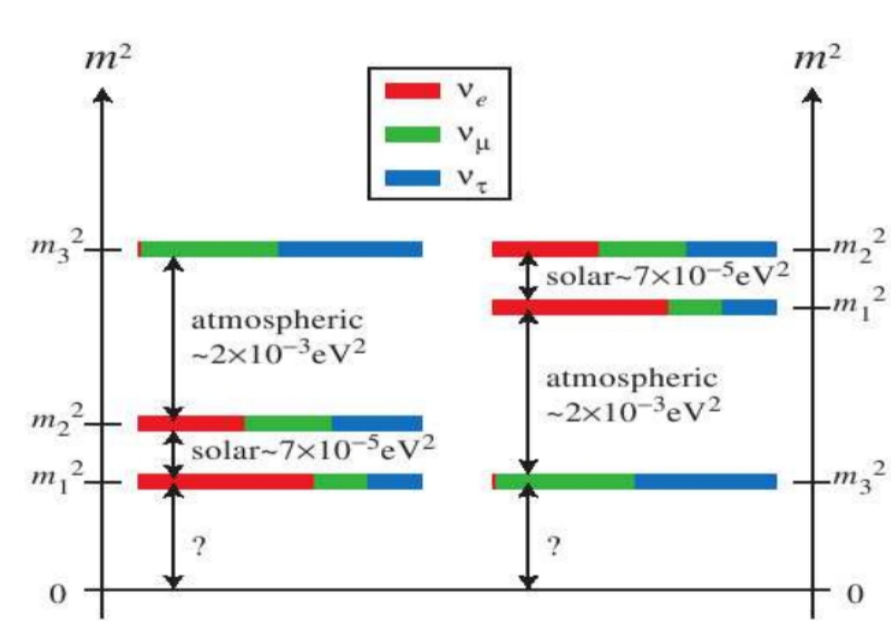 m²
m²
νe
νμ
ντ
m₃²
m₂²
solar~7×10⁻⁵eV²
m₁²
atmospheric
~2×10⁻³eV²
atmospheric
~2×10⁻³eV²
m₂²
solar~7×10⁻⁵eV²
m₁²
m₃²
?
?
0
0